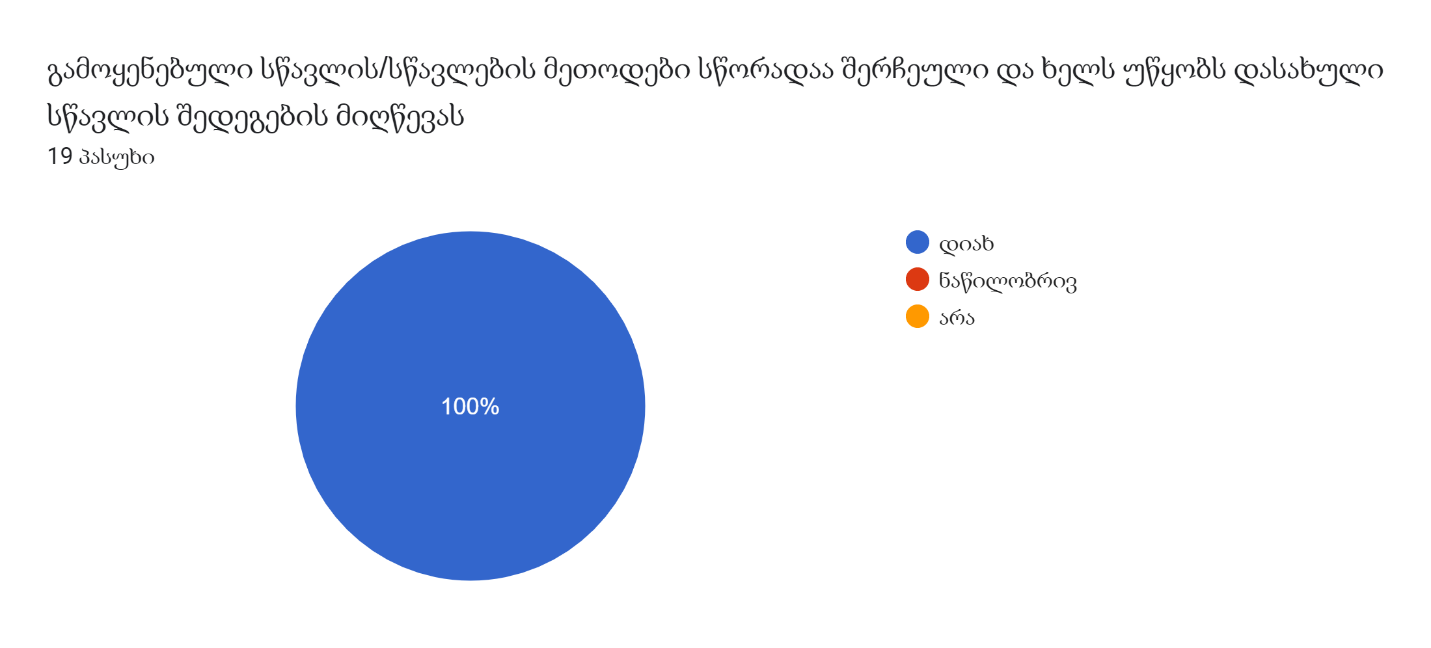 გამოყენებული სწავლის/სწავლების მეთოდები სწორადაა შერჩეული და ხელს უწყობს დასახული
სწავლის შედეგების მიღწევას
19 პასუხი
100%
დიახ
ნაწილობრივ
არა